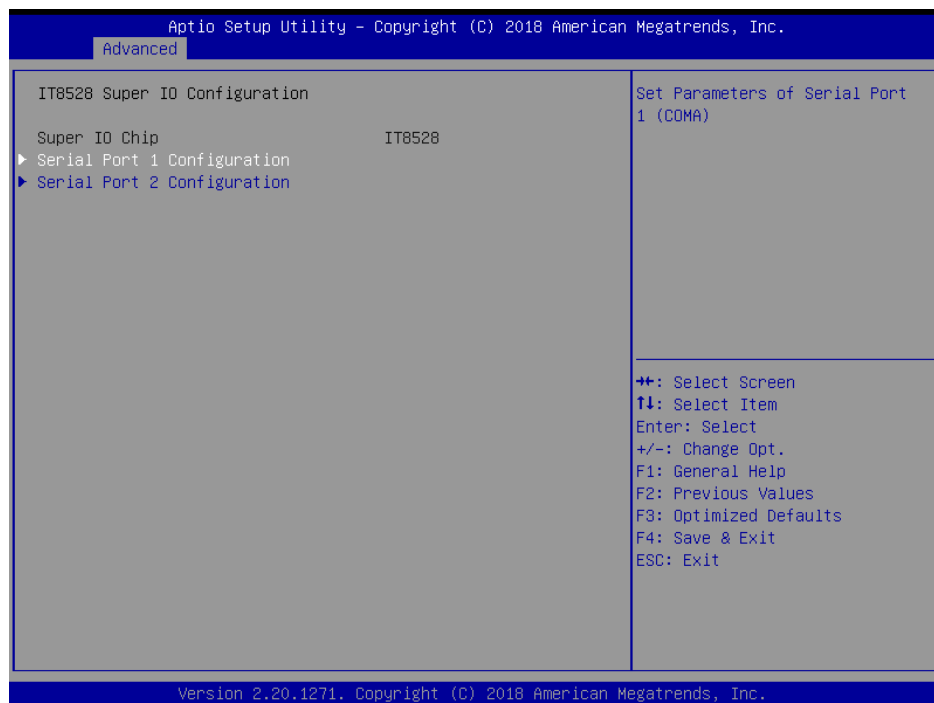 Aptio Setup Utility – Copyright (C) 2018 American Megatrends, Inc.
Advanced
IT8528 Super IO Configuration
Super IO Chip IT8528
▶ Serial Port 1 Configuration
▶ Serial Port 2 Configuration
Set Parameters of Serial Port
1 (COMA)
→←: Select Screen
↑↓: Select Item
Enter: Select
+/-: Change Opt.
F1: General Help
F2: Previous Values
F3: Optimized Defaults
F4: Save & Exit
ESC: Exit
Version 2.20.1271. Copyright (C) 2018 American Megatrends, Inc.